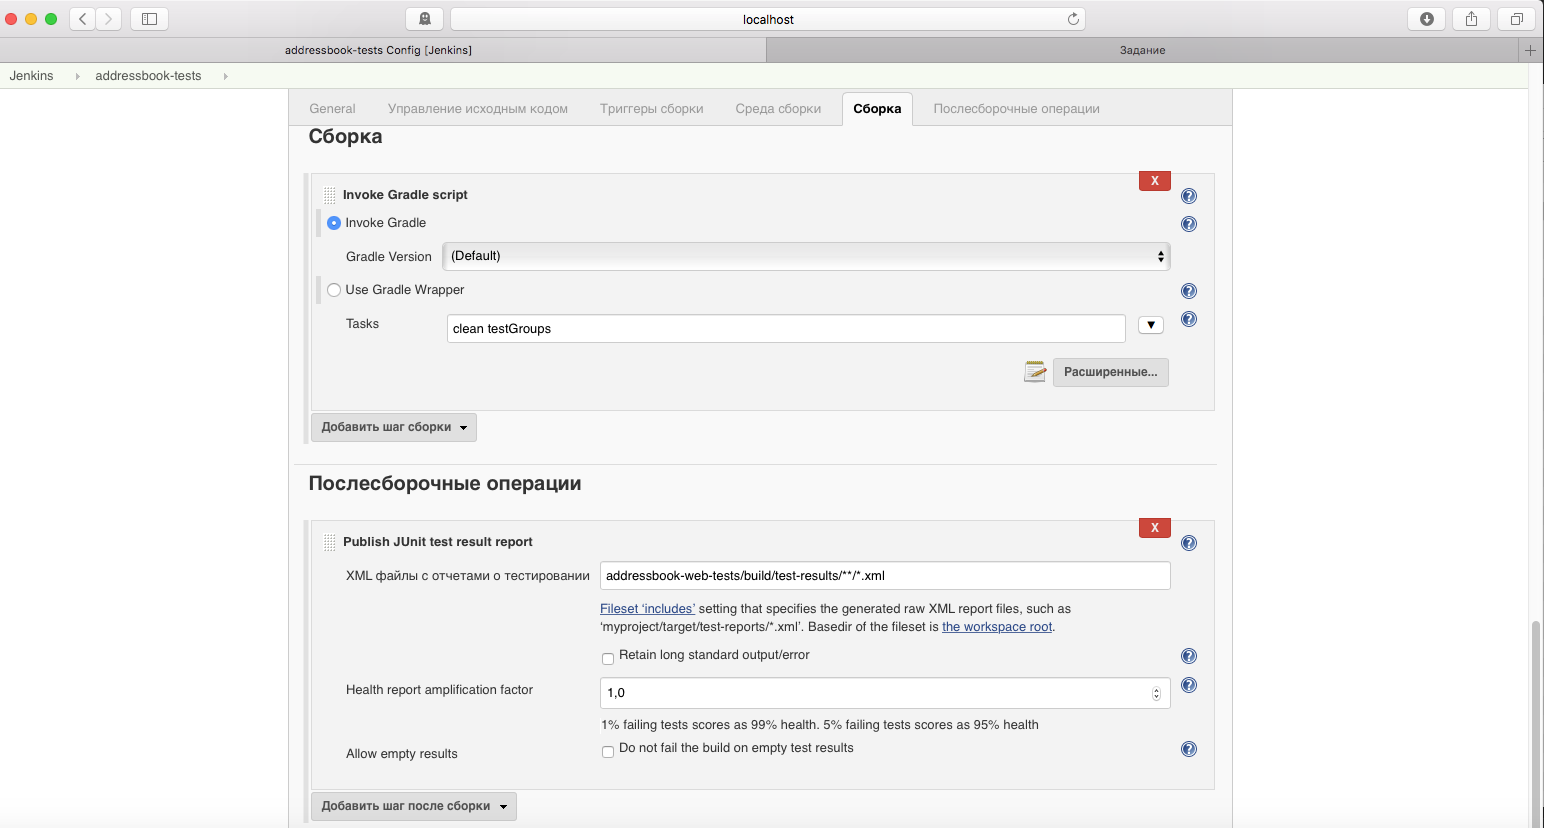 localhost
addressbook-tests Config [Jenkins]
Задание
Jenkins
addressbook-tests
General
Управление исходным кодом
Триггеры сборки
Среда сборки
Сборка
Послесборочные операции
Сборка
X
Invoke Gradle script
Invoke Gradle
Gradle Version
(Default)
Use Gradle Wrapper
Tasks
clean testGroups
Расширенные...
Добавить шаг сборки
Послесборочные операции
X
Publish JUnit test result report
XML файлы с отчетами о тестировании
addressbook-web-tests/build/test-results/**/*.xml
Fileset ‘includes’ setting that specifies the generated raw XML report files, such as
‘myproject/target/test-reports/*.xml’. Basedir of the fileset is the workspace root.
Retain long standard output/error
Health report amplification factor
1,0
1% failing tests scores as 99% health. 5% failing tests scores as 95% health
Allow empty results
Do not fail the build on empty test results
Добавить шаг после сборки